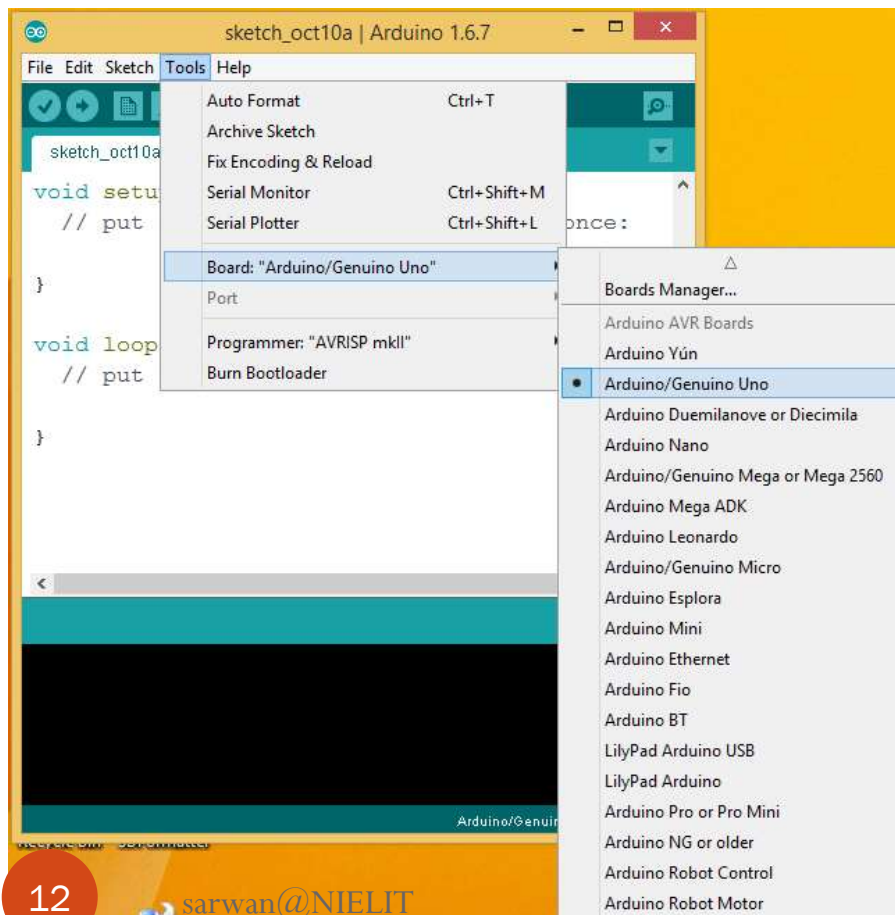 sketch_oct10a | Arduino 1.6.7
File Edit Sketch Tools Help
sketch_oct10a
Auto Format Ctrl+T
Archive Sketch
Fix Encoding & Reload
Serial Monitor Ctrl+Shift+M
Serial Plotter Ctrl+Shift+L
Board: "Arduino/Genuino Uno"
Port
Programmer: "AVRISP mkII"
Burn Bootloader
void setu
// put once:
}
void loop
// put
}
Boards Manager...
Arduino AVR Boards
Arduino Yún
Arduino/Genuino Uno
Arduino Duemilanove or Diecimila
Arduino Nano
Arduino/Genuino Mega or Mega 2560
Arduino Mega ADK
Arduino Leonardo
Arduino/Genuino Micro
Arduino Esplora
Arduino Mini
Arduino Ethernet
Arduino Fio
Arduino BT
LilyPad Arduino USB
LilyPad Arduino
Arduino Pro or Pro Mini
Arduino NG or older
Arduino Robot Control
Arduino Robot Motor
Arduino/Genuin
12
sarwan@NIELIT